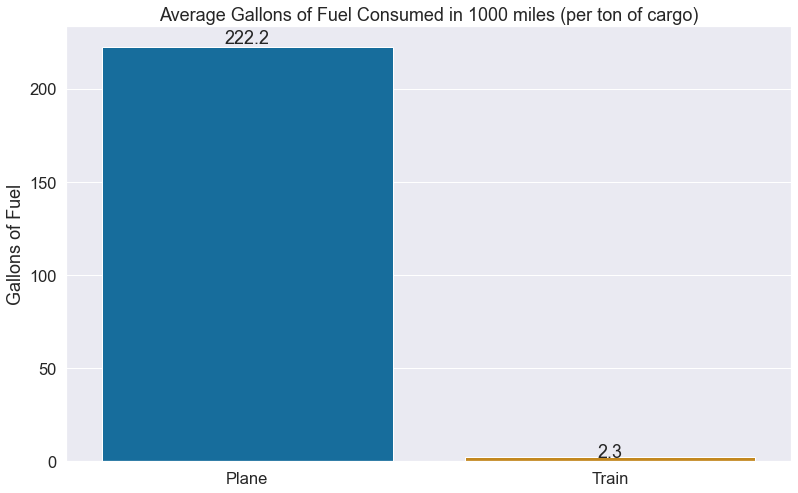 Average Gallons of Fuel Consumed in 1000 miles (per ton of cargo)
222.2
200
150
100
50
0
Gallons of Fuel
2.3
Plane
Train